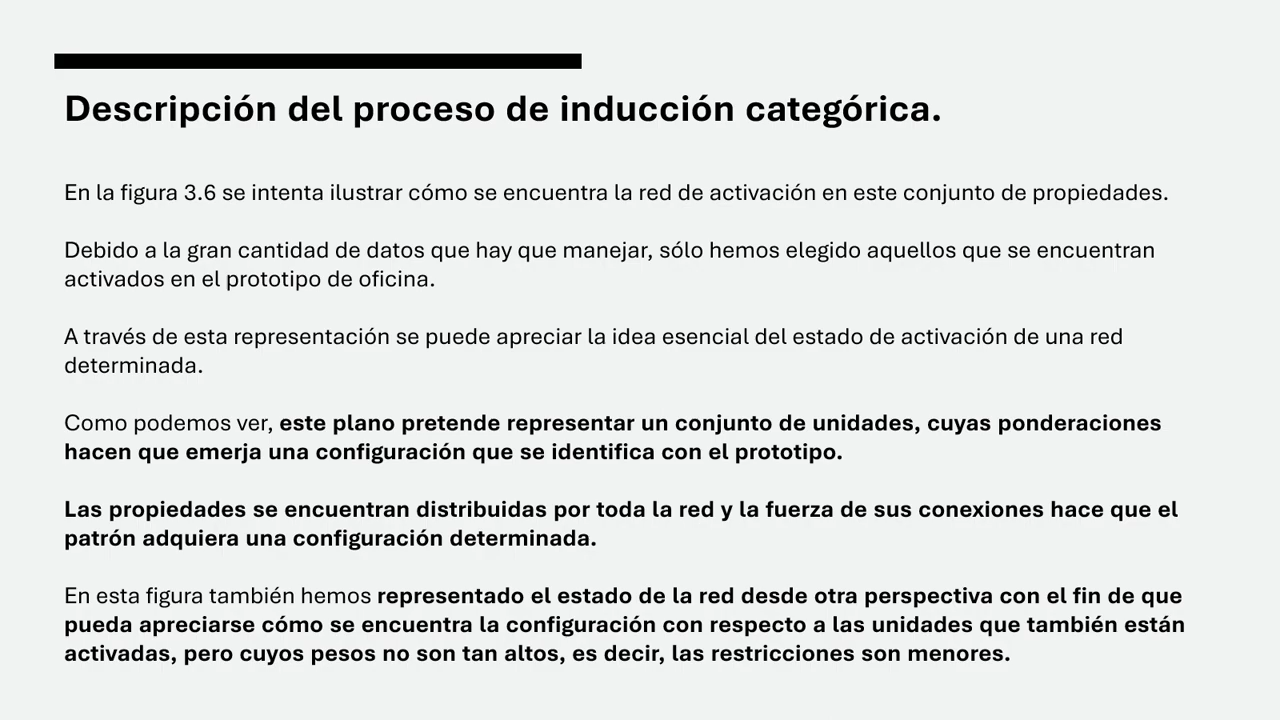 Descripción del proceso de inducción categórica.
En la figura 3.6 se intenta ilustrar cómo se encuentra la red de activación en este conjunto de propiedades.
Debido a la gran cantidad de datos que hay que manejar, sólo hemos elegido aquellos que se encuentran
activados en el prototipo de oficina.
A través de esta representación se puede apreciar la idea esencial del estado de activación de una red
determinada.
Como podemos ver, este plano pretende representar un conjunto de unidades, cuyas ponderaciones
hacen que emerja una configuración que se identifica con el prototipo.
Las propiedades se encuentran distribuidas por toda la red y la fuerza de sus conexiones hace que el
patrón adquiera una configuración determinada.
En esta figura también hemos representado el estado de la red desde otra perspectiva con el fin de que
pueda apreciarse cómo se encuentra la configuración con respecto a las unidades que también están
activadas, pero cuyos pesos no son tan altos, es decir, las restricciones son menores.